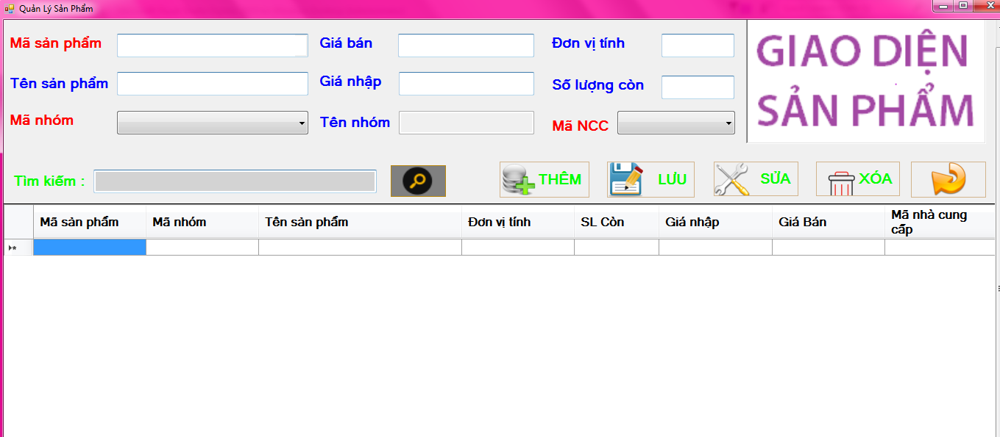 Quản Lý Sản Phẩm
Mã sản phẩm
Giá bán
Đơn vị tính
GIAO DIỆN
SẢN PHẨM
Tên sản phẩm
Giá nhập
Số lượng còn
Mã nhóm
Tên nhóm
Mã NCC
Tìm kiếm :
THÊM
LƯU
SỬA
XÓA
Mã sản phẩm
Mã nhóm
Tên sản phẩm
Đơn vị tính
SL Còn
Giá nhập
Giá Bán
Mã nhà cung
cấp